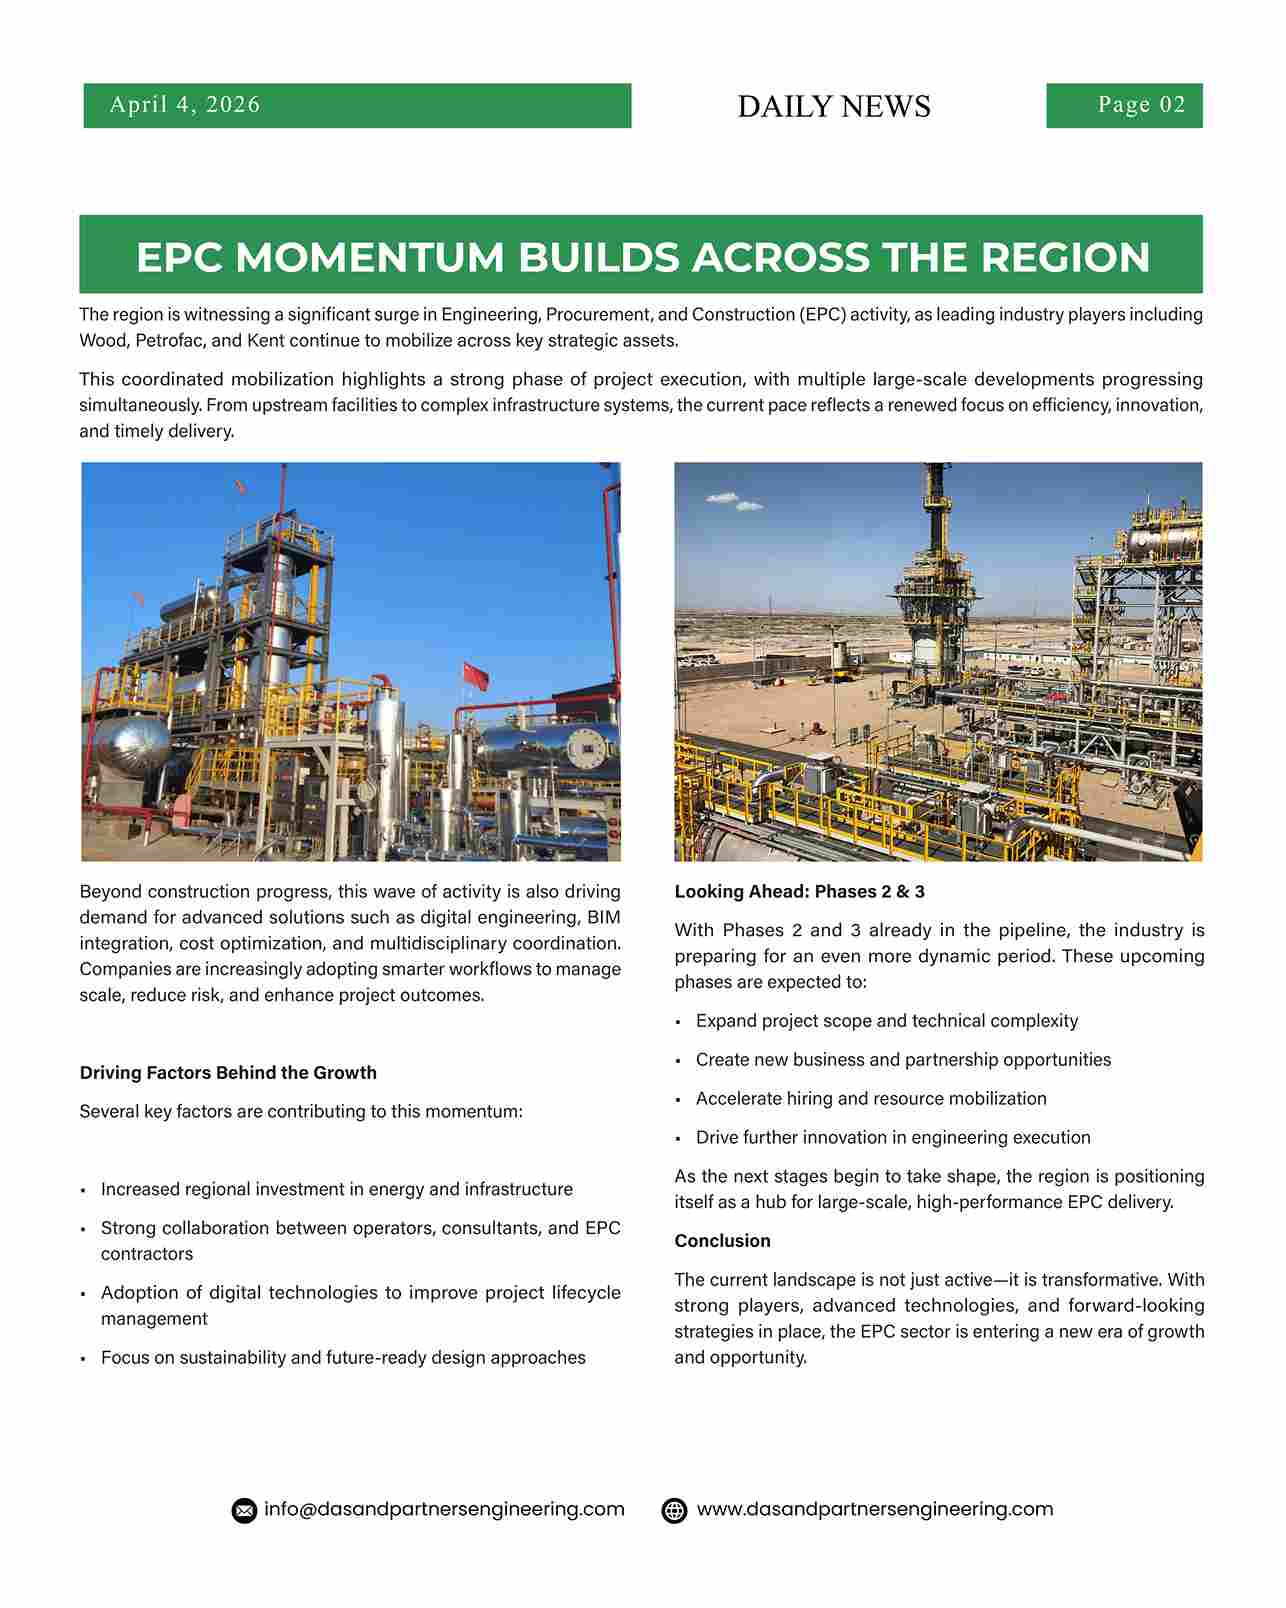 April 4, 2026
DAILY NEWS
Page 02
EPC MOMENTUM BUILDS ACROSS THE REGION
The region is witnessing a significant surge in Engineering, Procurement, and Construction (EPC) activity, as leading industry players including
Wood, Petrofac, and Kent continue to mobilize across key strategic assets.
This coordinated mobilization highlights a strong phase of project execution, with multiple large-scale developments progressing
simultaneously. From upstream facilities to complex infrastructure systems, the current pace reflects a renewed focus on efficiency, innovation,
and timely delivery.
Beyond construction progress, this wave of activity is also driving
demand for advanced solutions such as digital engineering, BIM
integration, cost optimization, and multidisciplinary coordination.
Companies are increasingly adopting smarter workflows to manage
scale, reduce risk, and enhance project outcomes.
Driving Factors Behind the Growth
Several key factors are contributing to this momentum:
• Increased regional investment in energy and infrastructure
• Strong collaboration between operators, consultants, and EPC
contractors
• Adoption of digital technologies to improve project lifecycle
management
• Focus on sustainability and future-ready design approaches
Looking Ahead: Phases 2 & 3
With Phases 2 and 3 already in the pipeline, the industry is
preparing for an even more dynamic period. These upcoming
phases are expected to:
• Expand project scope and technical complexity
• Create new business and partnership opportunities
• Accelerate hiring and resource mobilization
• Drive further innovation in engineering execution
As the next stages begin to take shape, the region is positioning
itself as a hub for large-scale, high-performance EPC delivery.
Conclusion
The current landscape is not just active—it is transformative. With
strong players, advanced technologies, and forward-looking
strategies in place, the EPC sector is entering a new era of growth
and opportunity.
info@dasandpartnersengineering.com
www.dasandpartnersengineering.com